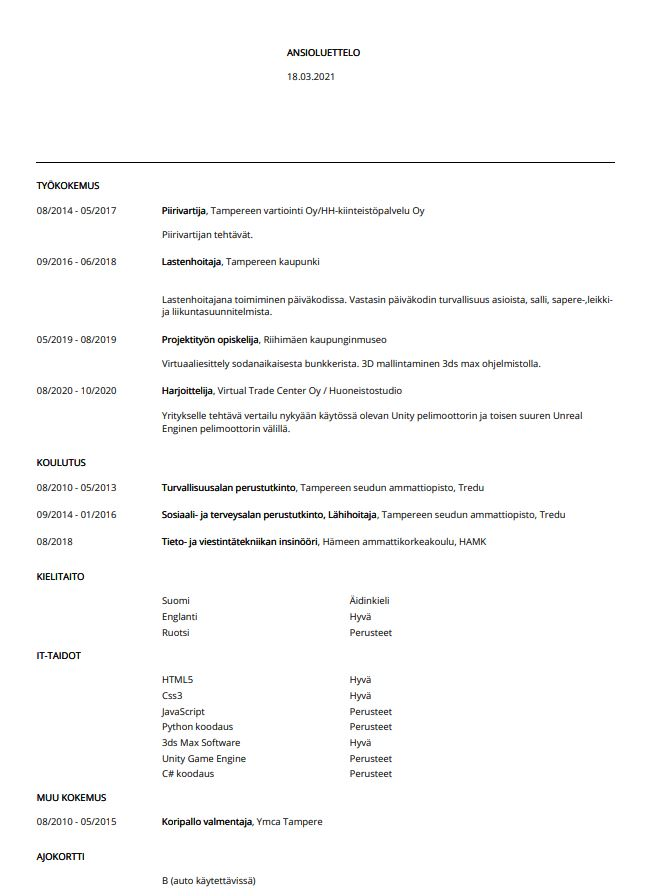 ANSIOLUETTELO
18.03.2021
TYÖKOKEMUS
08/2014 - 05/2017 Piirivartija, Tampereen vartiointi Oy/HH-kiinteistöpalvelu Oy
Piirivartijan tehtävät.
09/2016 - 06/2018 Lastenhoitaja, Tampereen kaupunki
Lastenhoitajana toimiminen päiväkodissa. Vastasin päiväkodin turvallisuus asioista, salli, sapere-,leikki-
ja liikuntasuunnitelmista.
05/2019 - 08/2019 Projektityön opiskelija, Riihimäen kaupunginmuseo
Virtuaaliesittely sodanaikaisesta bunkkerista. 3D mallintaminen 3ds max ohjelmistolla.
08/2020 - 10/2020 Harjoittelija, Virtual Trade Center Oy / Huoneistostudio
Yritykselle tehtävä vertailu nykyään käytössä olevan Unity pelimoottorin ja toisen suuren Unreal
Enginen pelimoottorin välillä.
KOULUTUS
08/2010 - 05/2013 Turvallisuusalan perustutkinto, Tampereen seudun ammattiopisto, Tredu
09/2014 - 01/2016 Sosiaali- ja terveysalan perustutkinto, Lähihoitaja, Tampereen seudun ammattiopisto, Tredu
08/2018 Tieto- ja viestintätekniikan insinööri, Hämeen ammattikorkeakoulu, HAMK
KIELITAITO
Suomi Äidinkieli
Englanti Hyvä
Ruotsi Perusteet
IT-TAIDOT
HTML5 Hyvä
Css3 Hyvä
JavaScript Perusteet
Python koodaus Perusteet
3ds Max Software Hyvä
Unity Game Engine Perusteet
C# koodaus Perusteet
MUU KOKEMUS
08/2010 - 05/2015 Koripallo valmentaja, Ymca Tampere
AJOKORTTI
B (auto käytettävissä)